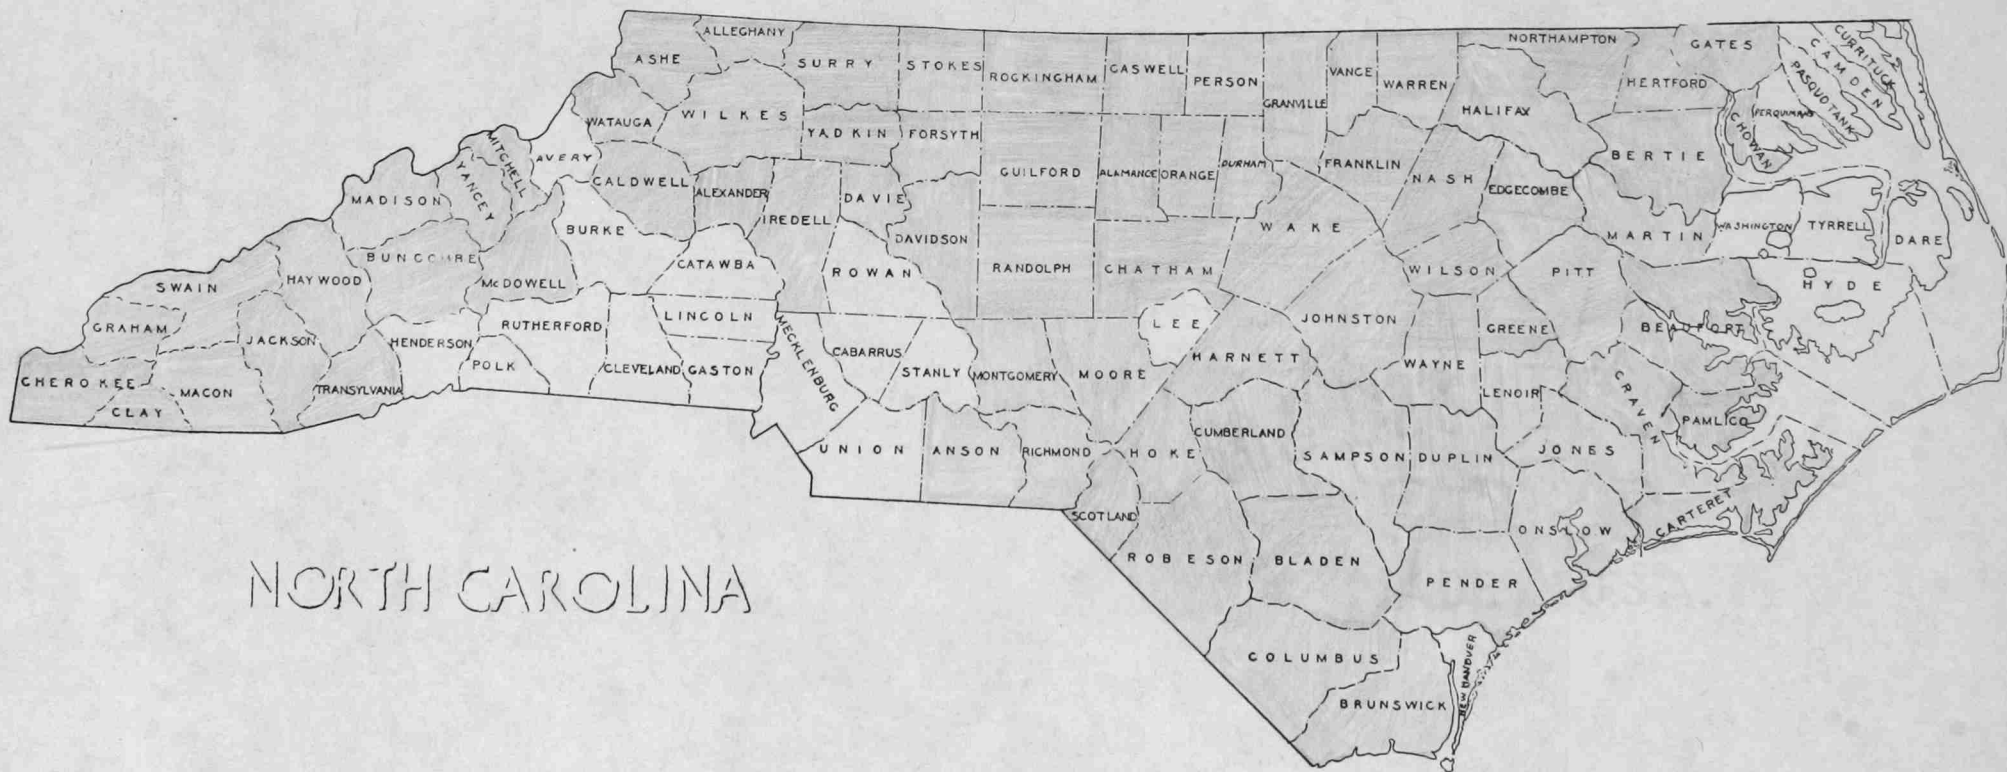 ALLEGHANY
ASHE
SURRY
STOKES
ROCKINGHAM
CASWELL
PERSON
GRANVILLE
VANCE
WARREN
NORTHAMPTON
GATES
HERTFORD
HALIFAX
CURRITUCK
CAMDEN
PASQUOTANK
PERQUIMANS
CHOWAN
WATAUGA
WILKES
YADKIN
FORSYTH
GUILFORD
ALAMANCE
ORANGE
DURHAM
FRANKLIN
NASH
EDGECOMBE
BERTIE
MITCHELL
AVERY
YANCEY
MADISON
CALDWELL
ALEXANDER
IREDELL
DAVIE
DAVIDSON
RANDOLPH
CHATHAM
WAKE
WILSON
PITT
MARTIN
WASHINGTON
TYRRELL
DARE
HYDE
BURKE
BUNCOMBE
McDOWELL
CATAWBA
ROWAN
SWAIN
HAYWOOD
GRAHAM
JACKSON
HENDERSON
RUTHERFORD
LINCOLN
POLK
CLEVELAND
GASTON
MECKLENBURG
CABARRUS
STANLY
MONTGOMERY
MOORE
LEE
HARNETT
JOHNSTON
WAYNE
GREENE
LENOIR
BEAUFORT
CRAVEN
PAMLICO
CHEROKEE
CLAY
MACON
TRANSYLVANIA
UNION
ANSON
RICHMOND
HOKE
CUMBERLAND
SAMPSON
DUPLIN
JONES
CARTERET
ONSLOW
SCOTLAND
ROBESON
BLADEN
PENDER
COLUMBUS
BRUNSWICK
NEW HANOVER
NORTH CAROLINA